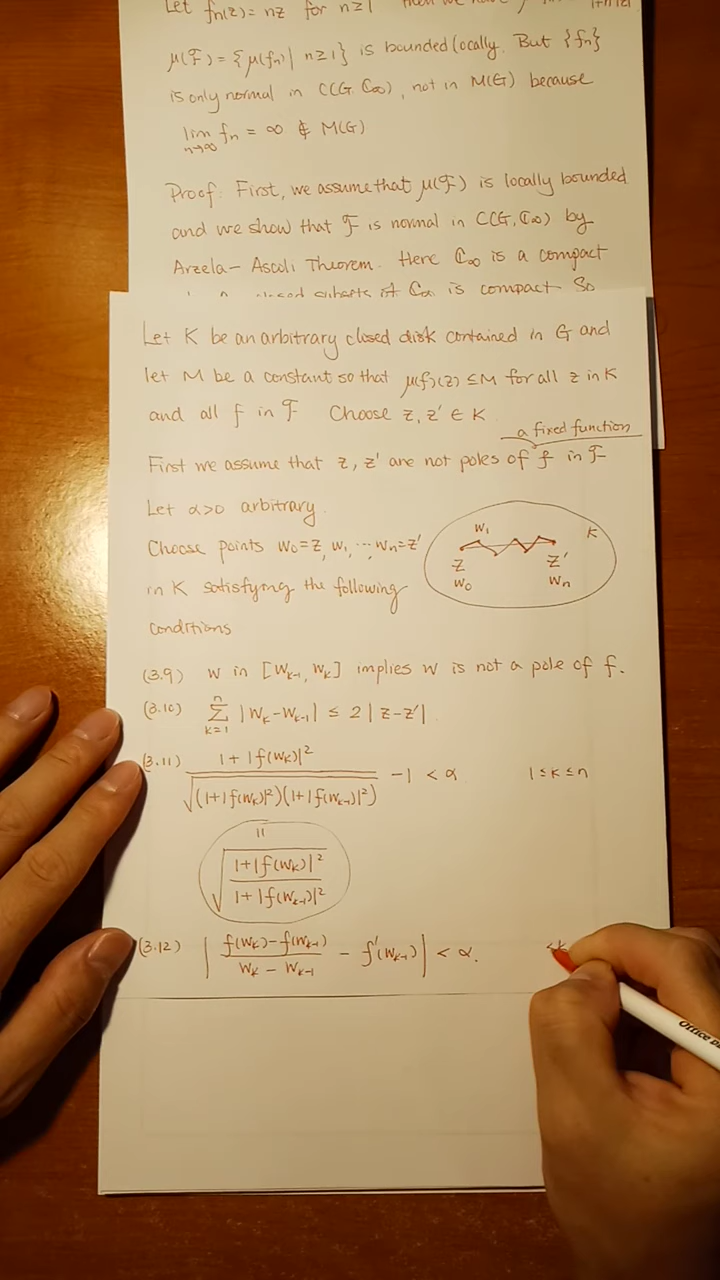 Let fn(z) = nz for n≥1
μ(ℱ) = {μ(fn) | n≥1} is bounded locally. But {fn}
is only normal in C(G, ℂ∞), not in M(G) because
lim n→∞ fn = ∞ ∉ M(G)
Proof: First, we assume that μ(ℱ) is locally bounded
and we show that ℱ is normal in C(G, ℂ∞) by
Arzela-Ascoli Theorem. Here ℂ∞ is a compact
closed subsets of ℂ∞ is compact So
Let K be an arbitrary closed disk contained in G and
let M be a constant so that μ(f)(z) ≤ M for all z in K
and all f in ℱ Choose z, z' ∈ K
a fixed function
First we assume that z, z' are not poles of f in ℱ
Let α>0 arbitrary.
Choose points w₀=z, w₁, ... wn=z'
in K satisfying the following
conditions
w₁ K
z z'
w₀ wn
(3.9) w in [wk-1, wk] implies w is not a pole of f.
(3.10) Σ k=1 n |wk - wk-1| ≤ 2|z-z'|
(3.11) (1+|f(wk)|²) / √((1+|f(wk)|²)(1+|f(wk-1)|²)) - 1 < α 1≤k≤n
=
√((1+|f(wk)|²) / (1+|f(wk-1)|²))
(3.12) |(f(wk)-f(wk-1)) / (wk - wk-1) - f'(wk-1)| < α. ≤k
Office D